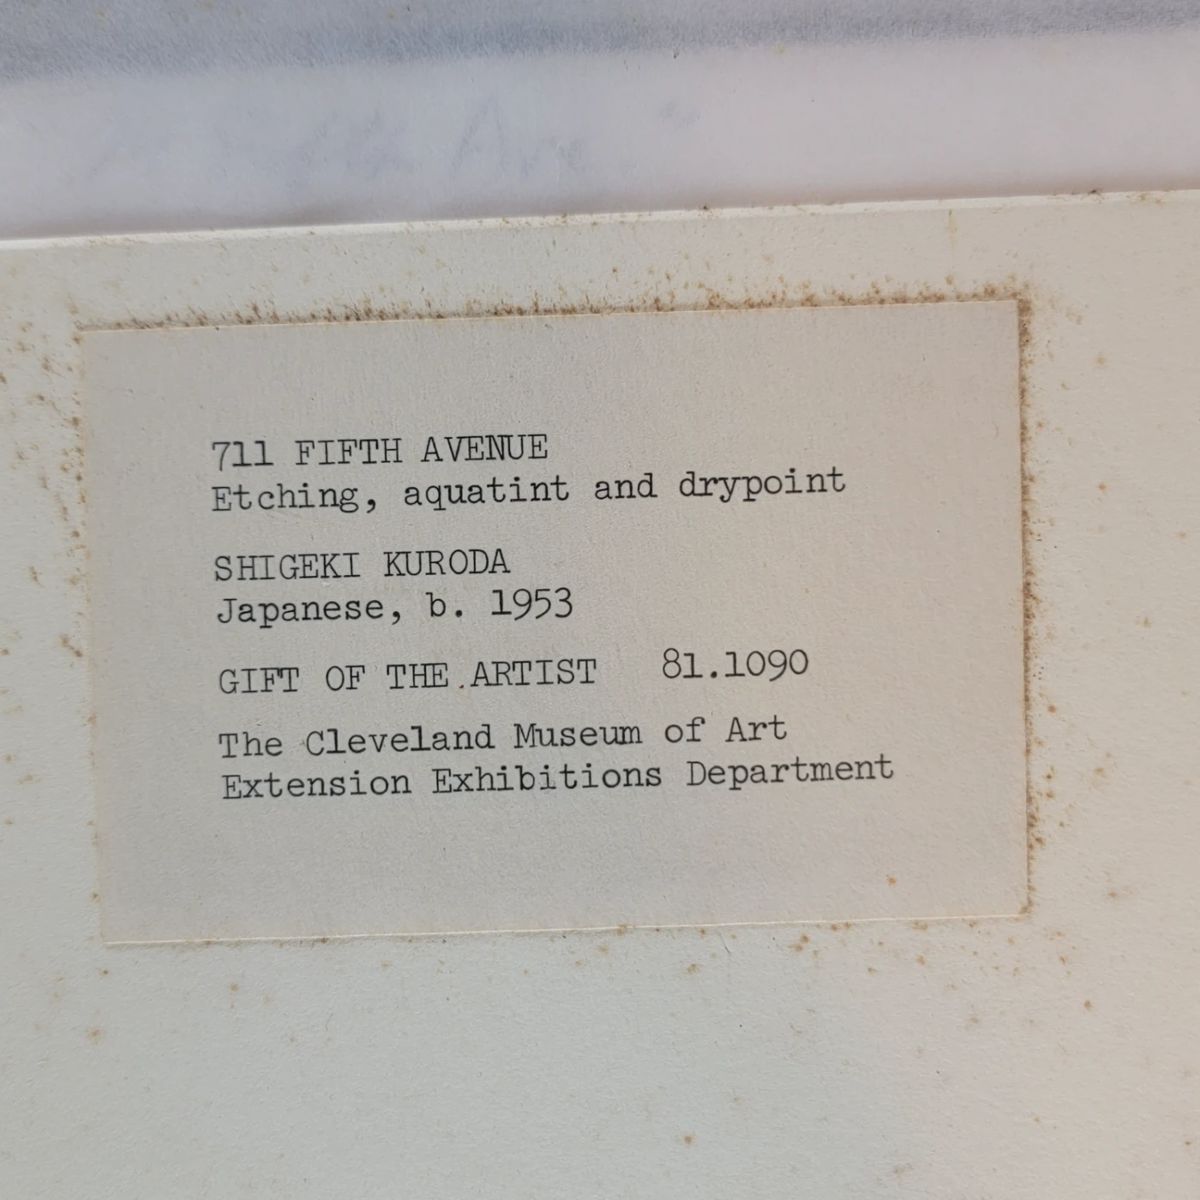 Ave
711 FIFTH AVENUE
Etching, aquatint and drypoint
SHIGEKI KURODA
Japanese, b. 1953
GIFT OF THE ARTIST 81.1090
The Cleveland Museum of Art
Extension Exhibitions Department